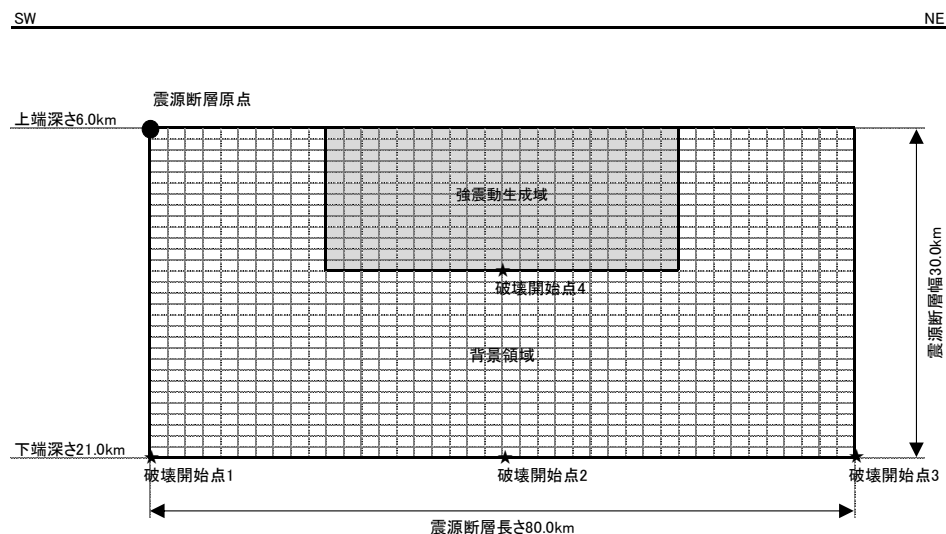 SW
NE
震源断層原点
上端深さ6.0km
強震動生成域
破壊開始点4
震源断層幅30.0km
背景領域
下端深さ21.0km
破壊開始点1
破壊開始点2
破壊開始点3
震源断層長さ80.0km